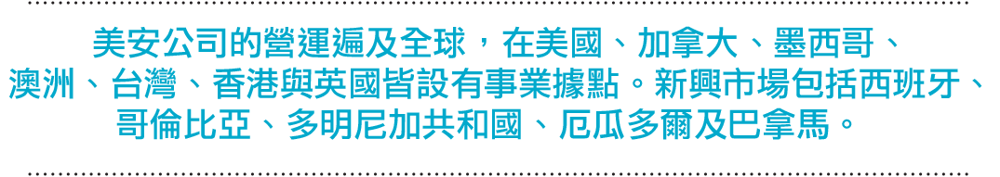 美安公司的營運遍及全球，在美國、加拿大、墨西哥、
澳洲、台灣、香港與英國皆設有事業據點。新興市場包括西班牙、
哥倫比亞、多明尼加共和國、厄瓜多爾及巴拿馬。